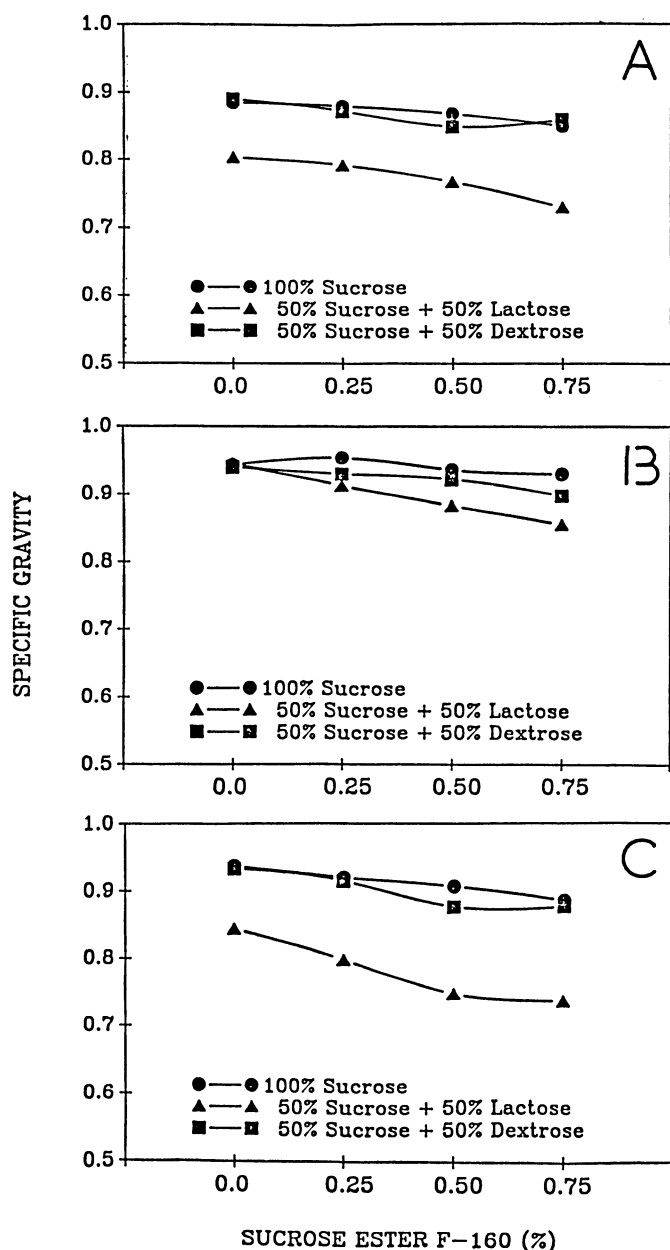 A
1.0
0.9
0.8
0.7
0.6
0.5
100% Sucrose
50% Sucrose + 50% Lactose
50% Sucrose + 50% Dextrose
0.0 0.25 0.50 0.75
B
1.0
0.9
0.8
0.7
0.6
0.5
100% Sucrose
50% Sucrose + 50% Lactose
50% Sucrose + 50% Dextrose
0.0 0.25 0.50 0.75
SPECIFIC GRAVITY
C
1.0
0.9
0.8
0.7
0.6
0.5
100% Sucrose
50% Sucrose + 50% Lactose
50% Sucrose + 50% Dextrose
0.0 0.25 0.50 0.75
SUCROSE ESTER F-160 (%)